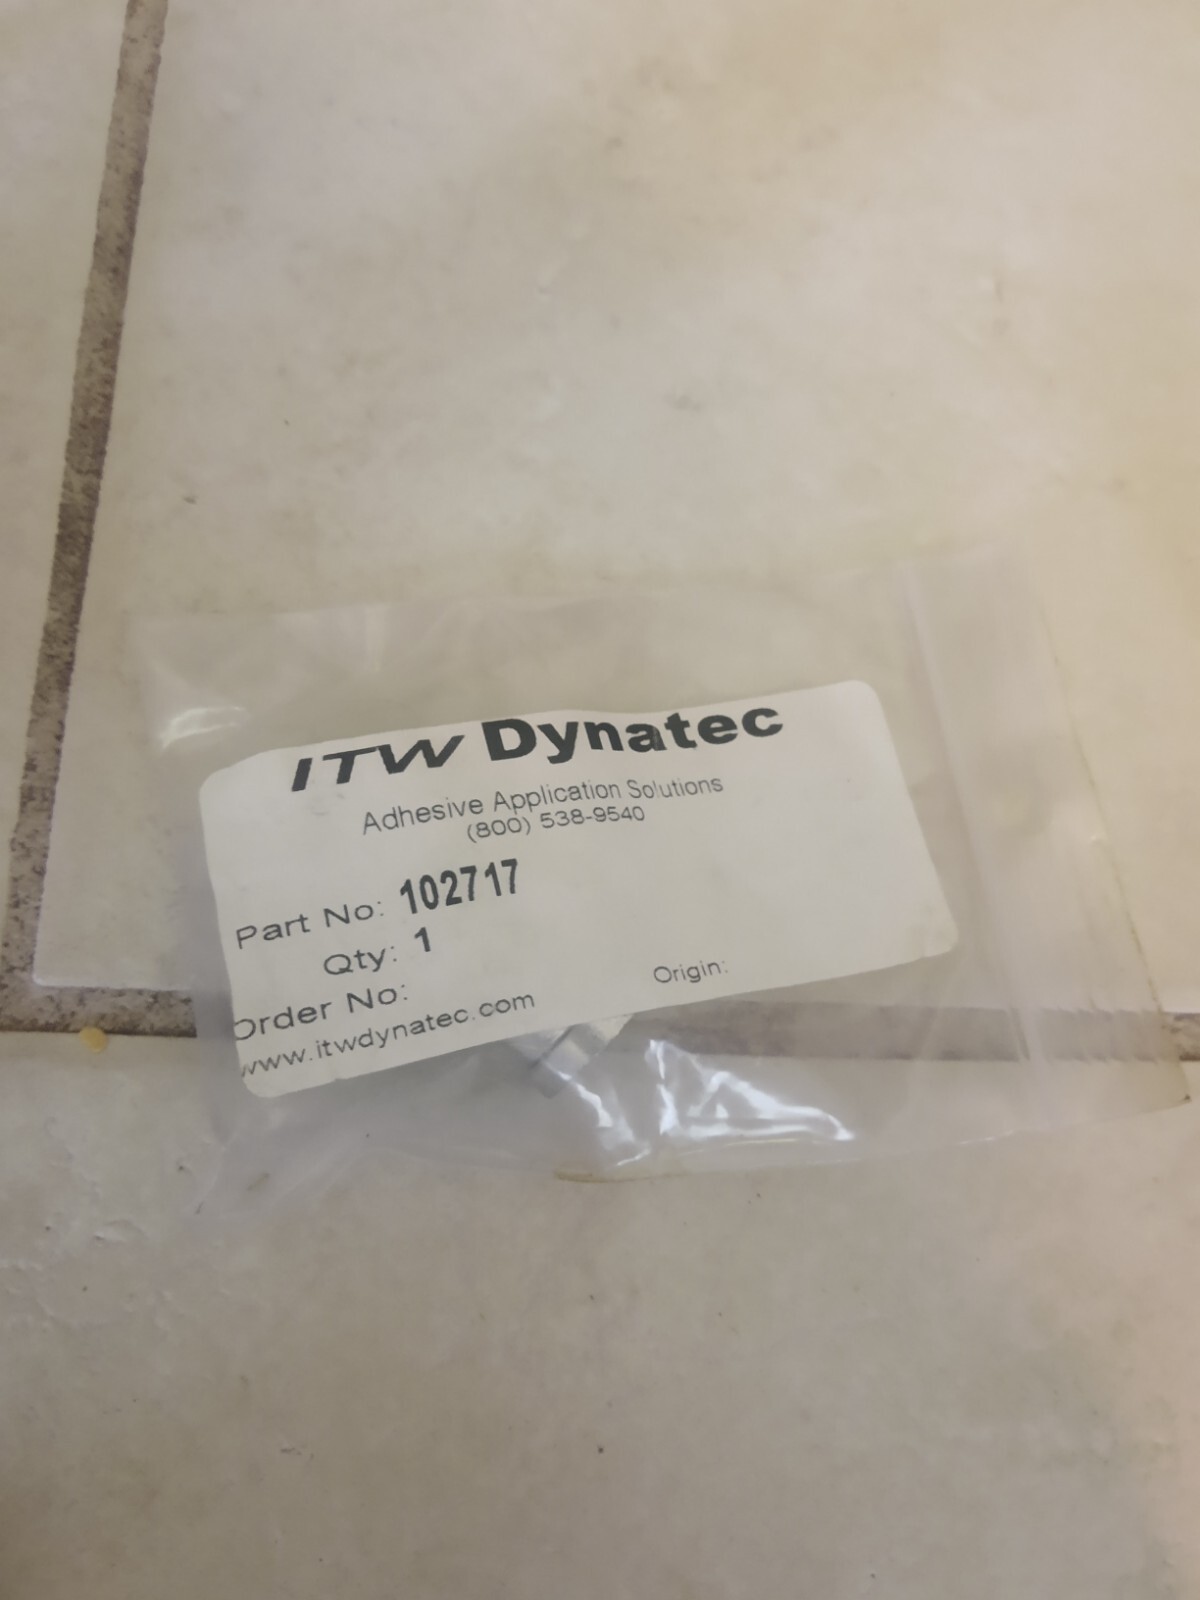 ITW Dynatec
Adhesive Application Solutions
(800) 538-9540
Part No: 102717
Qty: 1
Order No:
Origin:
www.itwdynatec.com